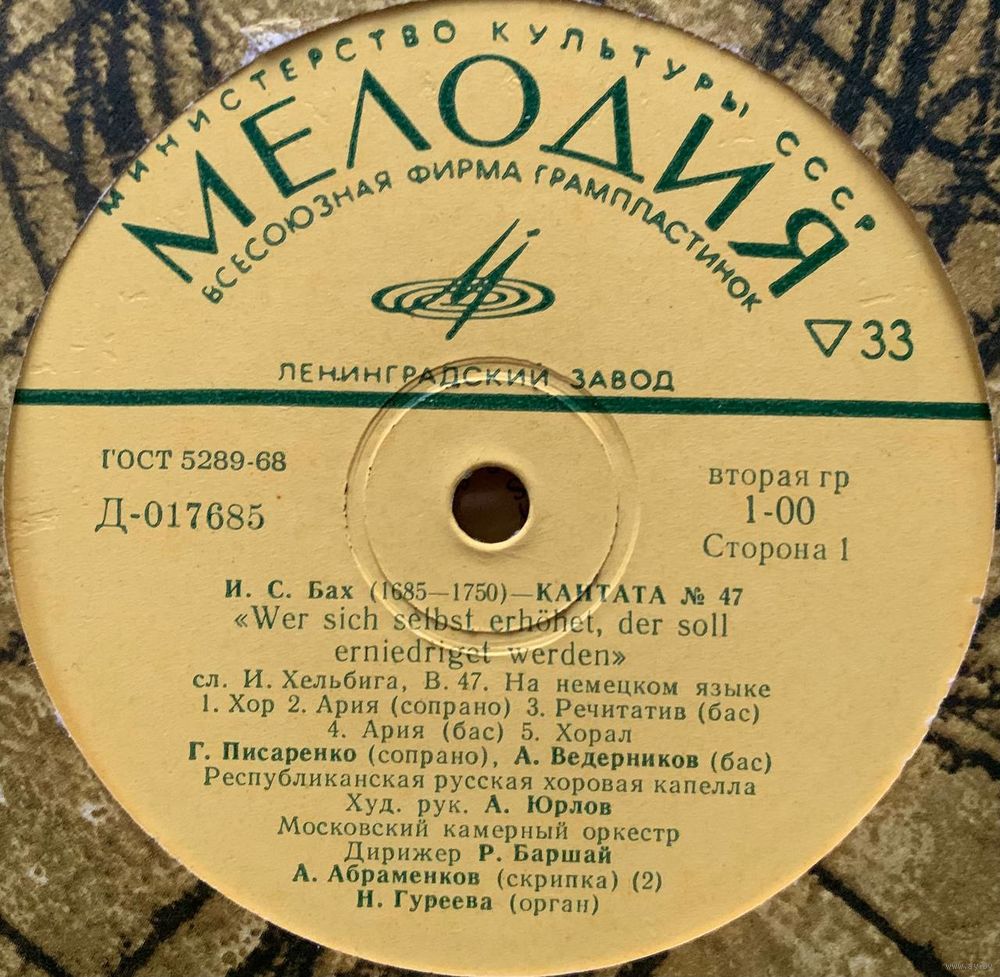 МИНИСТЕРСТВО КУЛЬТУРЫ СССР
МЕЛОДИЯ
ВСЕСОЮЗНАЯ ФИРМА ГРАМПЛАСТИНОК
▽33
ЛЕНИНГРАДСКИЙ ЗАВОД
ГОСТ 5289-68
Д-017685
вторая гр
1-00
Сторона 1
И. С. Бах (1685—1750)—КАНТАТА № 47
«Wer sich selbst erhöhet, der soll
erniedriget werden»
сл. И. Хельбига, В. 47. На немецком языке
1. Хор 2. Ария (сопрано) 3. Речитатив (бас)
4. Ария (бас) 5. Хорал
Г. Писаренко (сопрано), А. Ведерников (бас)
Республиканская русская хоровая капелла
Худ. рук. А. Юрлов
Московский камерный оркестр
Дирижер Р. Баршай
А. Абраменков (скрипка) (2)
Н. Гуреева (орган)